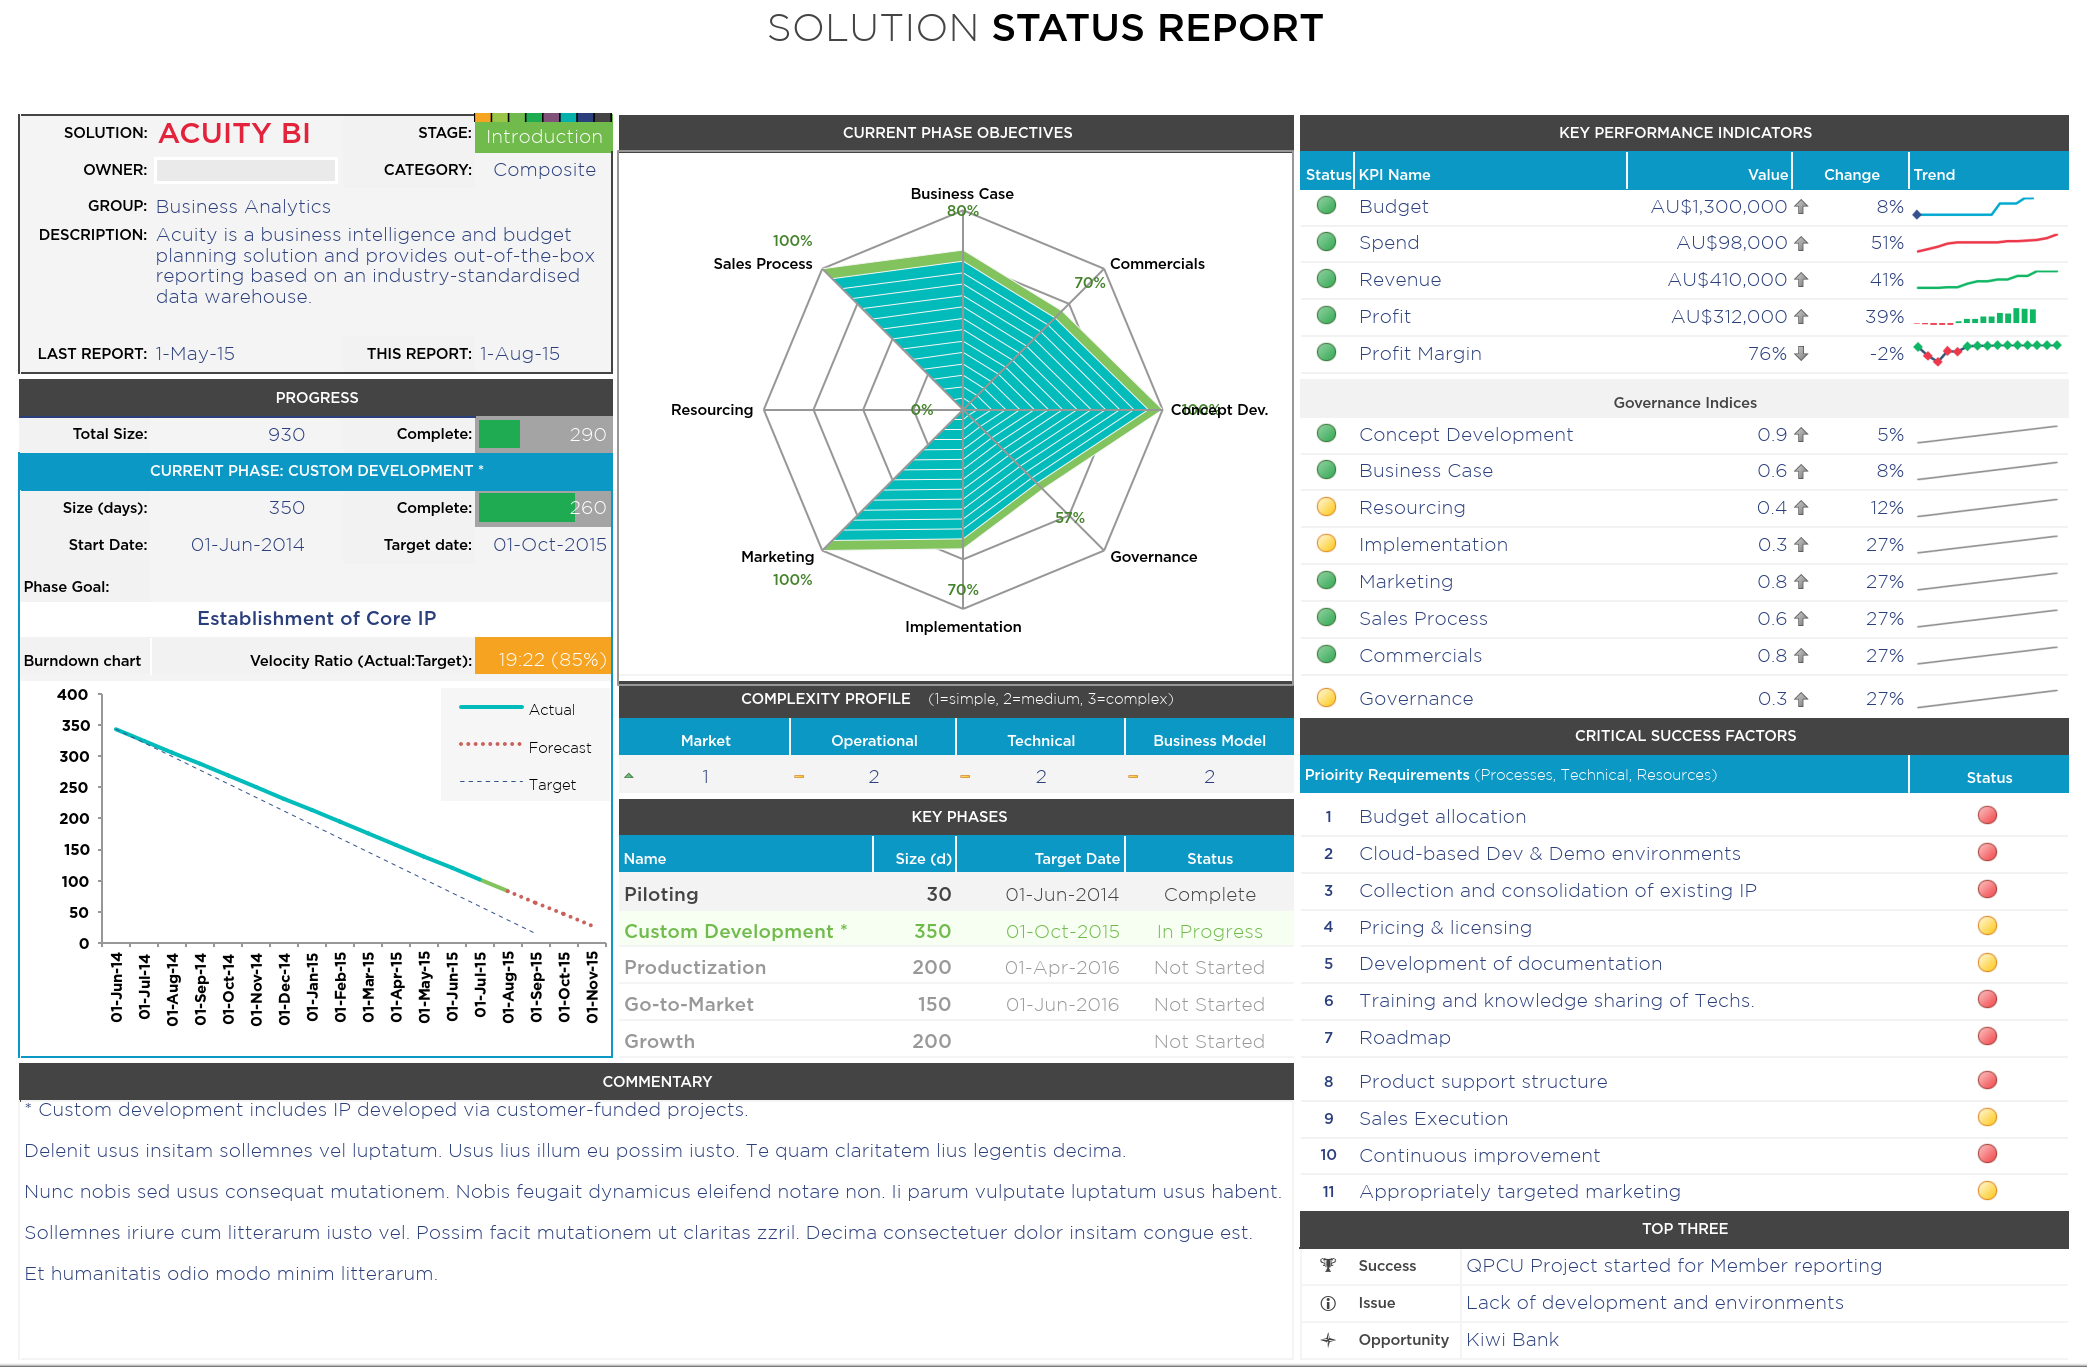 SOLUTION STATUS REPORT
SOLUTION: ACUITY BI STAGE: Introduction
OWNER: CATEGORY: Composite
GROUP: Business Analytics
DESCRIPTION: Acuity is a business intelligence and budget
planning solution and provides out-of-the-box
reporting based on an industry-standardised
data warehouse.
LAST REPORT: 1-May-15 THIS REPORT: 1-Aug-15
PROGRESS
Total Size: 930 Complete: 290
CURRENT PHASE: CUSTOM DEVELOPMENT *
Size (days): 350 Complete: 260
Start Date: 01-Jun-2014 Target date: 01-Oct-2015
Phase Goal:
Establishment of Core IP
Burndown chart Velocity Ratio (Actual:Target): 19:22 (85%)
400
350
300
250
200
150
100
50
0
Actual
Forecast
Target
01-Jun-14
01-Jul-14
01-Aug-14
01-Sep-14
01-Oct-14
01-Nov-14
01-Dec-14
01-Jan-15
01-Feb-15
01-Mar-15
01-Apr-15
01-May-15
01-Jun-15
01-Jul-15
01-Aug-15
01-Sep-15
01-Oct-15
01-Nov-15
CURRENT PHASE OBJECTIVES
Business Case
80%
100%
Sales Process
Commercials
70%
Resourcing
0%
Concept Dev.
100%
57%
Marketing
100%
Governance
70%
Implementation
COMPLEXITY PROFILE (1=simple, 2=medium, 3=complex)
Market Operational Technical Business Model
1 2 2 2
KEY PHASES
Name Size (d) Target Date Status
Piloting 30 01-Jun-2014 Complete
Custom Development * 350 01-Oct-2015 In Progress
Productization 200 01-Apr-2016 Not Started
Go-to-Market 150 01-Jun-2016 Not Started
Growth 200 Not Started
COMMENTARY
* Custom development includes IP developed via customer-funded projects.
Delenit usus insitam sollemnes vel luptatum. Usus lius illum eu possim iusto. Te quam claritatem lius legentis decima.
Nunc nobis sed usus consequat mutationem. Nobis feugait dynamicus eleifend notare non. Ii parum vulputate luptatum usus habent.
Sollemnes iriure cum litterarum iusto vel. Possim facit mutationem ut claritas zzril. Decima consectetuer dolor insitam congue est.
Et humanitatis odio modo minim litterarum.
KEY PERFORMANCE INDICATORS
Status KPI Name Value Change Trend
Budget AU$1,300,000 8%
Spend AU$98,000 51%
Revenue AU$410,000 41%
Profit AU$312,000 39%
Profit Margin 76% -2%
Governance Indices
Concept Development 0.9 5%
Business Case 0.6 8%
Resourcing 0.4 12%
Implementation 0.3 27%
Marketing 0.8 27%
Sales Process 0.6 27%
Commercials 0.8 27%
Governance 0.3 27%
CRITICAL SUCCESS FACTORS
Prioirity Requirements (Processes, Technical, Resources) Status
1 Budget allocation
2 Cloud-based Dev & Demo environments
3 Collection and consolidation of existing IP
4 Pricing & licensing
5 Development of documentation
6 Training and knowledge sharing of Techs.
7 Roadmap
8 Product support structure
9 Sales Execution
10 Continuous improvement
11 Appropriately targeted marketing
TOP THREE
Success QPCU Project started for Member reporting
Issue Lack of development and environments
Opportunity Kiwi Bank